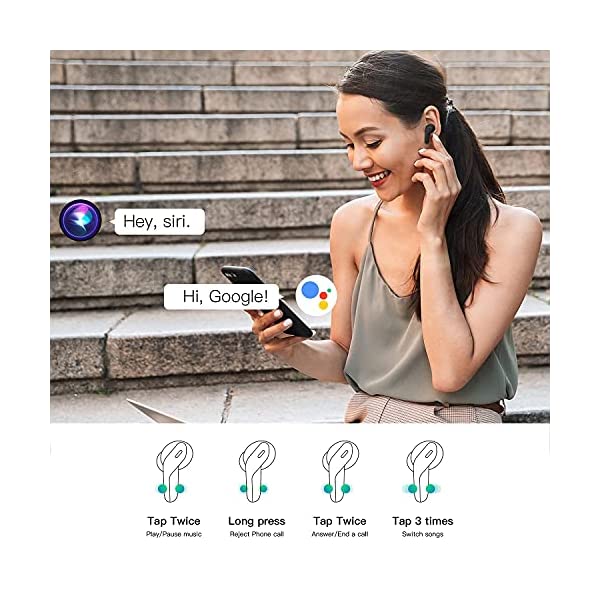 Hey, siri.
Hi, Google!
Tap Twice
Play/Pause music
Long press
Reject Phone call
Tap Twice
Answer/End a call
Tap 3 times
Switch songs